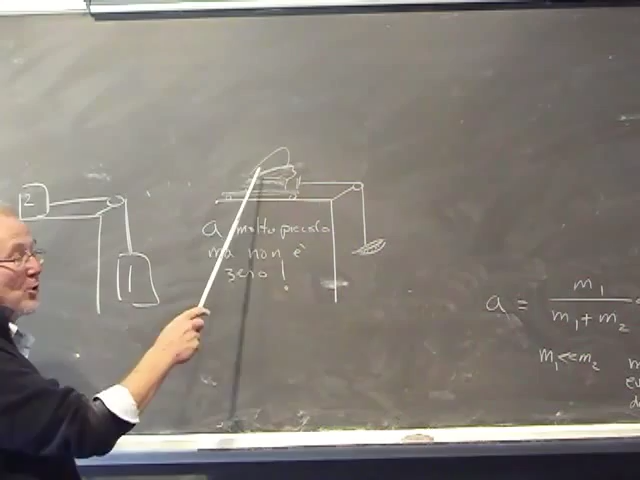 2
1
a molto piccolo
ma non è
zero!
a = m₁ / m₁ + m₂
m₁ << m₂